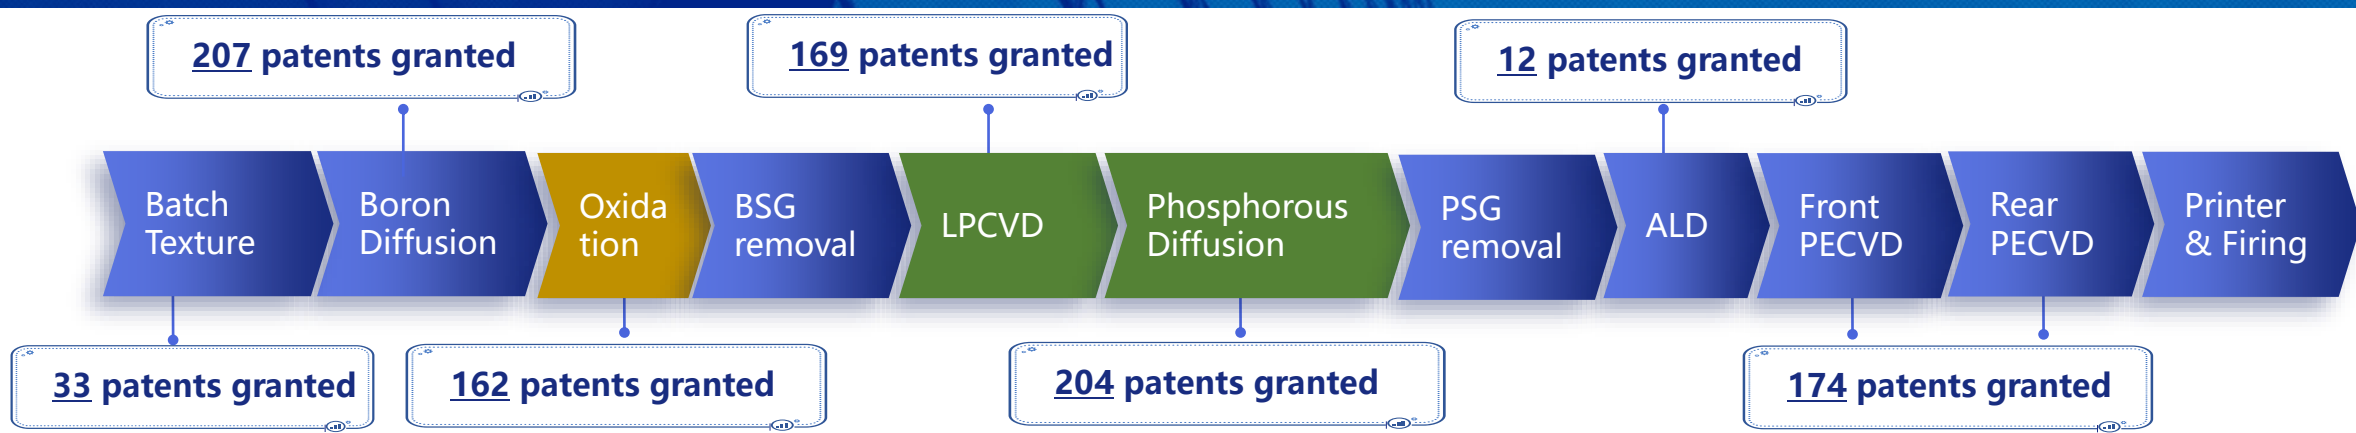 207 patents granted
169 patents granted
12 patents granted
Batch
Texture
Boron
Diffusion
Oxida
tion
BSG
removal
LPCVD
Phosphorous
Diffusion
PSG
removal
ALD
Front
PECVD
Rear
PECVD
Printer
& Firing
33 patents granted
162 patents granted
204 patents granted
174 patents granted